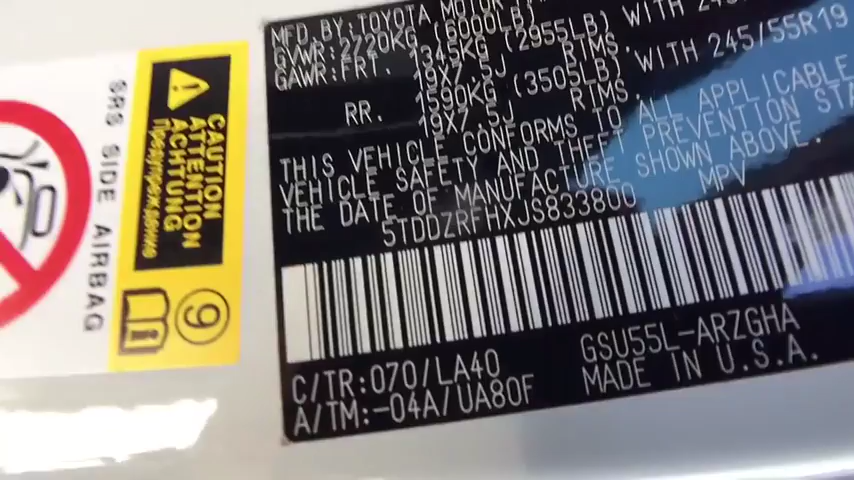 MFD.BY:TOYOTA MOTOR
GVWR:2720KG (6000LB)
GAWR:FRT. 1345KG (2955LB) WITH
19X7.5J RIMS.
RR. 1590KG (3505LB) WITH 245/55R19
19X7.5J RIMS.
THIS VEHICLE CONFORMS TO ALL APPLICABLE
VEHICLE SAFETY AND THEFT PREVENTION
THE DATE OF MANUFACTURE SHOWN ABOVE.
5TDDZRFHXJS833800 MPV
C/TR:070/LA40 GSU55L-ARZGHA
A/TM:-04A/UA80F MADE IN U.S.A.
SRS SIDE AIRBAG
CAUTION
ATTENTION
ACHTUNG
9